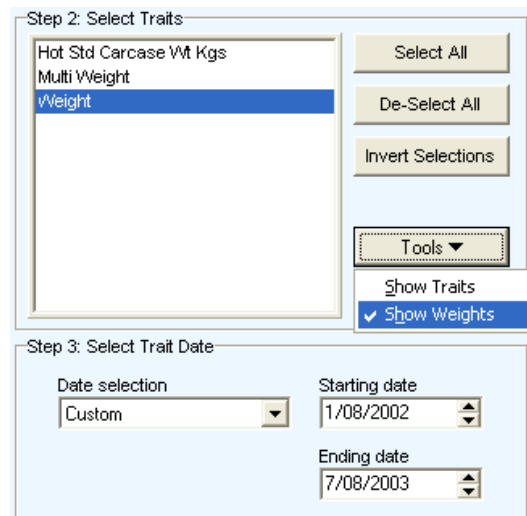 Step 2: Select Traits
Hot Std Carcase Wt Kgs
Multi Weight
Weight
Select All
De-Select All
Invert Selections
Tools
Show Traits
Show Weights
Step 3: Select Trait Date
Date selection
Custom
Starting date
1/08/2002
Ending date
7/08/2003